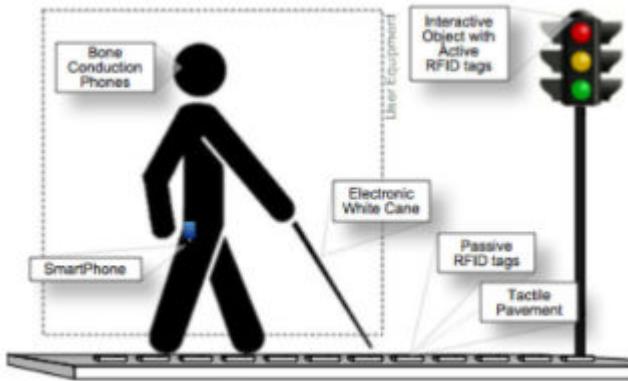 Bone
Conduction
Phones
User Equipment
Interactive
Object with
Active
RFID tags
Electronic
White Cane
SmartPhone
Passive
RFID tags
Tactile
Pavement